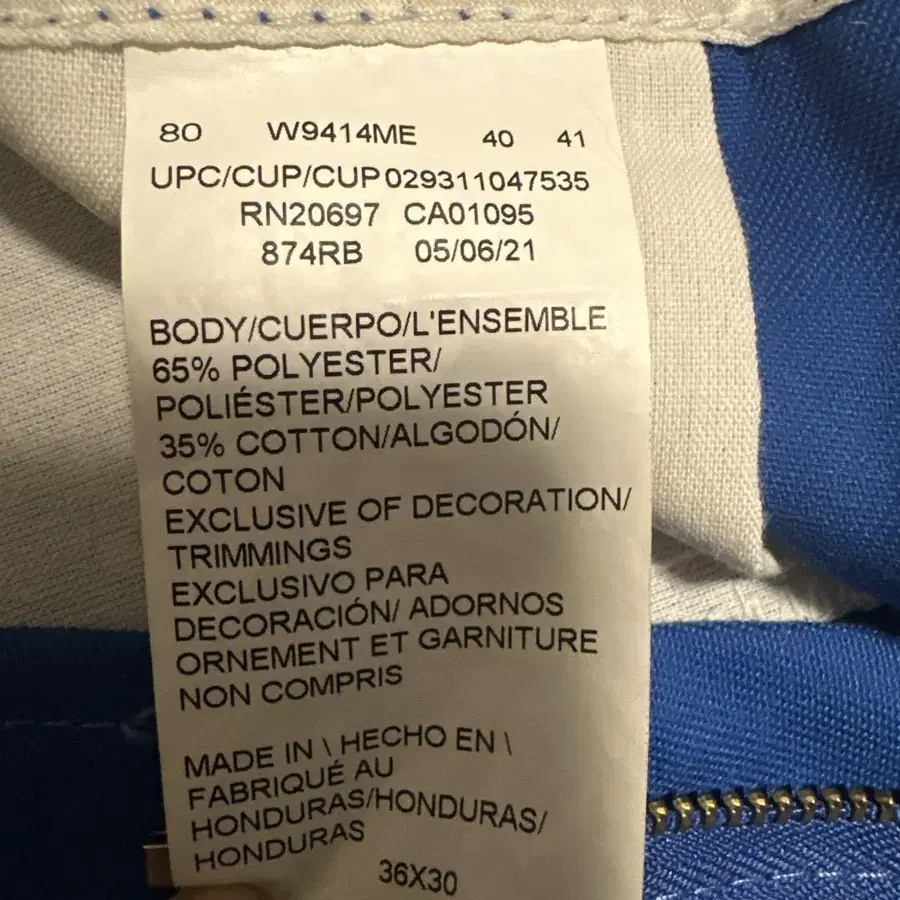 80 W9414ME 40 41
UPC/CUP/CUP 029311047535
RN20697 CA01095
874RB 05/06/21
BODY/CUERPO/L'ENSEMBLE
65% POLYESTER/
POLIÉSTER/POLYESTER
35% COTTON/ALGODÓN/
COTON
EXCLUSIVE OF DECORATION/
TRIMMINGS
EXCLUSIVO PARA
DECORACIÓN/ ADORNOS
ORNEMENT ET GARNITURE
NON COMPRIS
MADE IN \ HECHO EN \
FABRIQUÉ AU
HONDURAS/HONDURAS/
HONDURAS
36X30